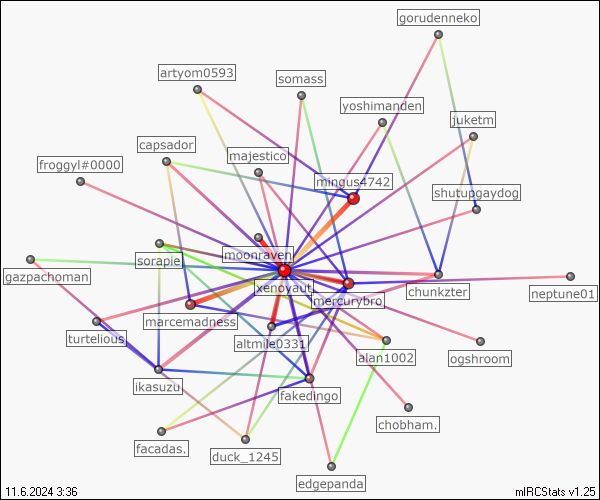 gorudenneko
artyom0593
somass
yoshimanden
juketm
capsador
majestico
froggyl#0000
mingus4742
shutupgaydog
moonraven
sorapie
gazpachoman
xenoyaut
mercurybro
chunkzter
neptune01
marcemadness
turtelious
altmile0331
alan1002
ogshroom
ikasuzu
fakedingo
chobham.
facadas.
duck_1245
edgepanda
11.6.2024 3:36
mIRCStats v1.25